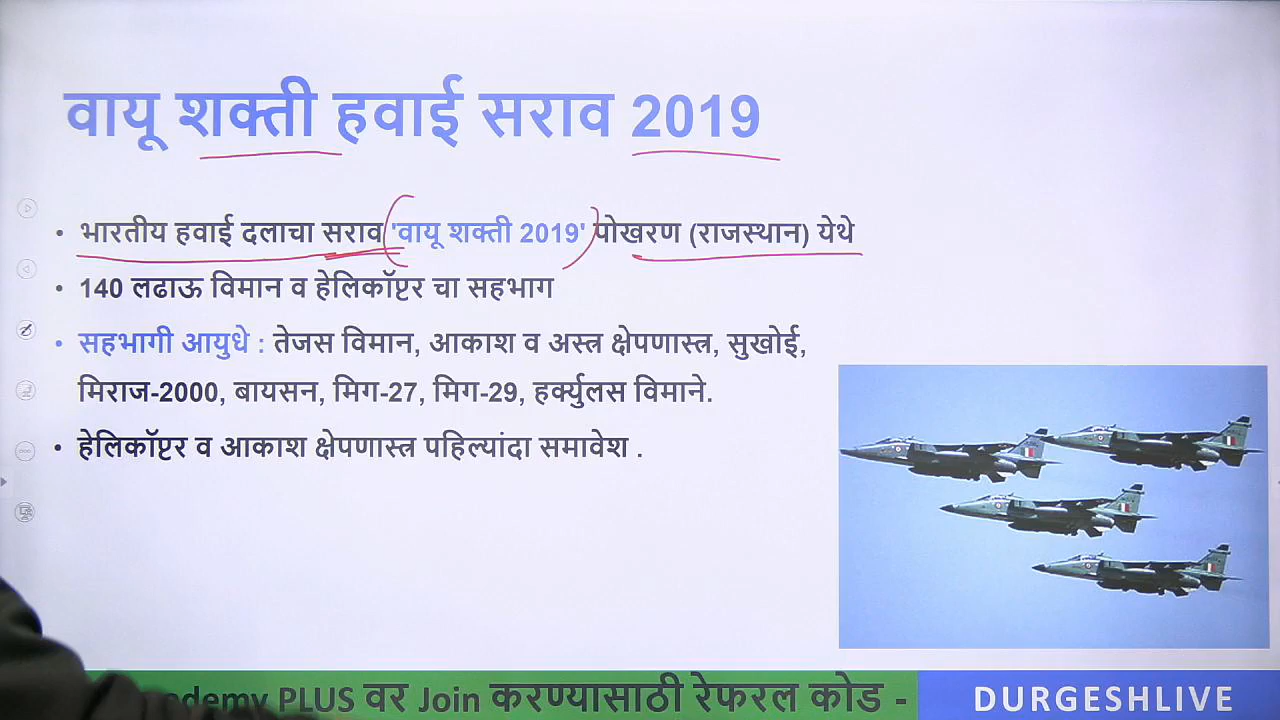 वायू शक्ती हवाई सराव 2019
• भारतीय हवाई दलाचा सराव 'वायू शक्ती 2019' पोखरण (राजस्थान) येथे
• 140 लढाऊ विमान व हेलिकॉप्टर चा सहभाग
• सहभागी आयुधे : तेजस विमान, आकाश व अस्त्र क्षेपणास्त्र, सुखोई,
मिराज-2000, बायसन, मिग-27, मिग-29, हर्क्युलस विमाने.
• हेलिकॉप्टर व आकाश क्षेपणास्त्र पहिल्यांदा समावेश .
PLUS वर Join करण्यासाठी रेफरल कोड - DURGESHLIVE